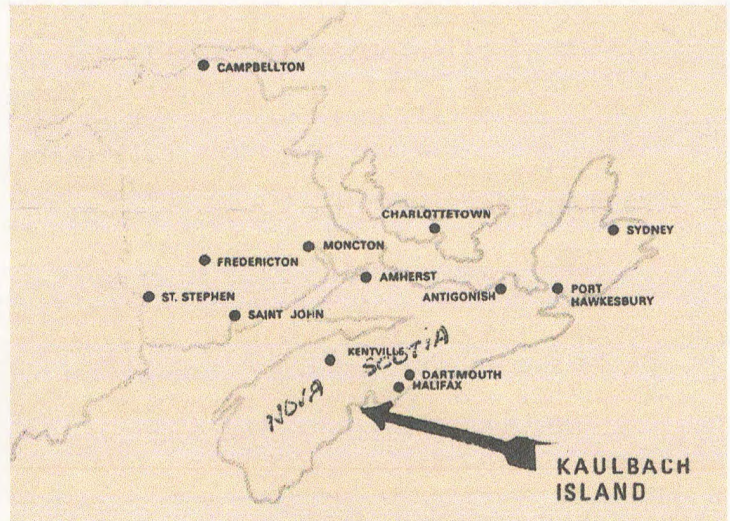 CAMPBELLTON
CHARLOTTETOWN
SYDNEY
MONCTON
FREDERICTON
AMHERST
ST. STEPHEN
ANTIGONISH
PORT
HAWKESBURY
SAINT JOHN
KENTVILLE
NOVA SCOTIA
DARTMOUTH
HALIFAX
KAULBACH
ISLAND